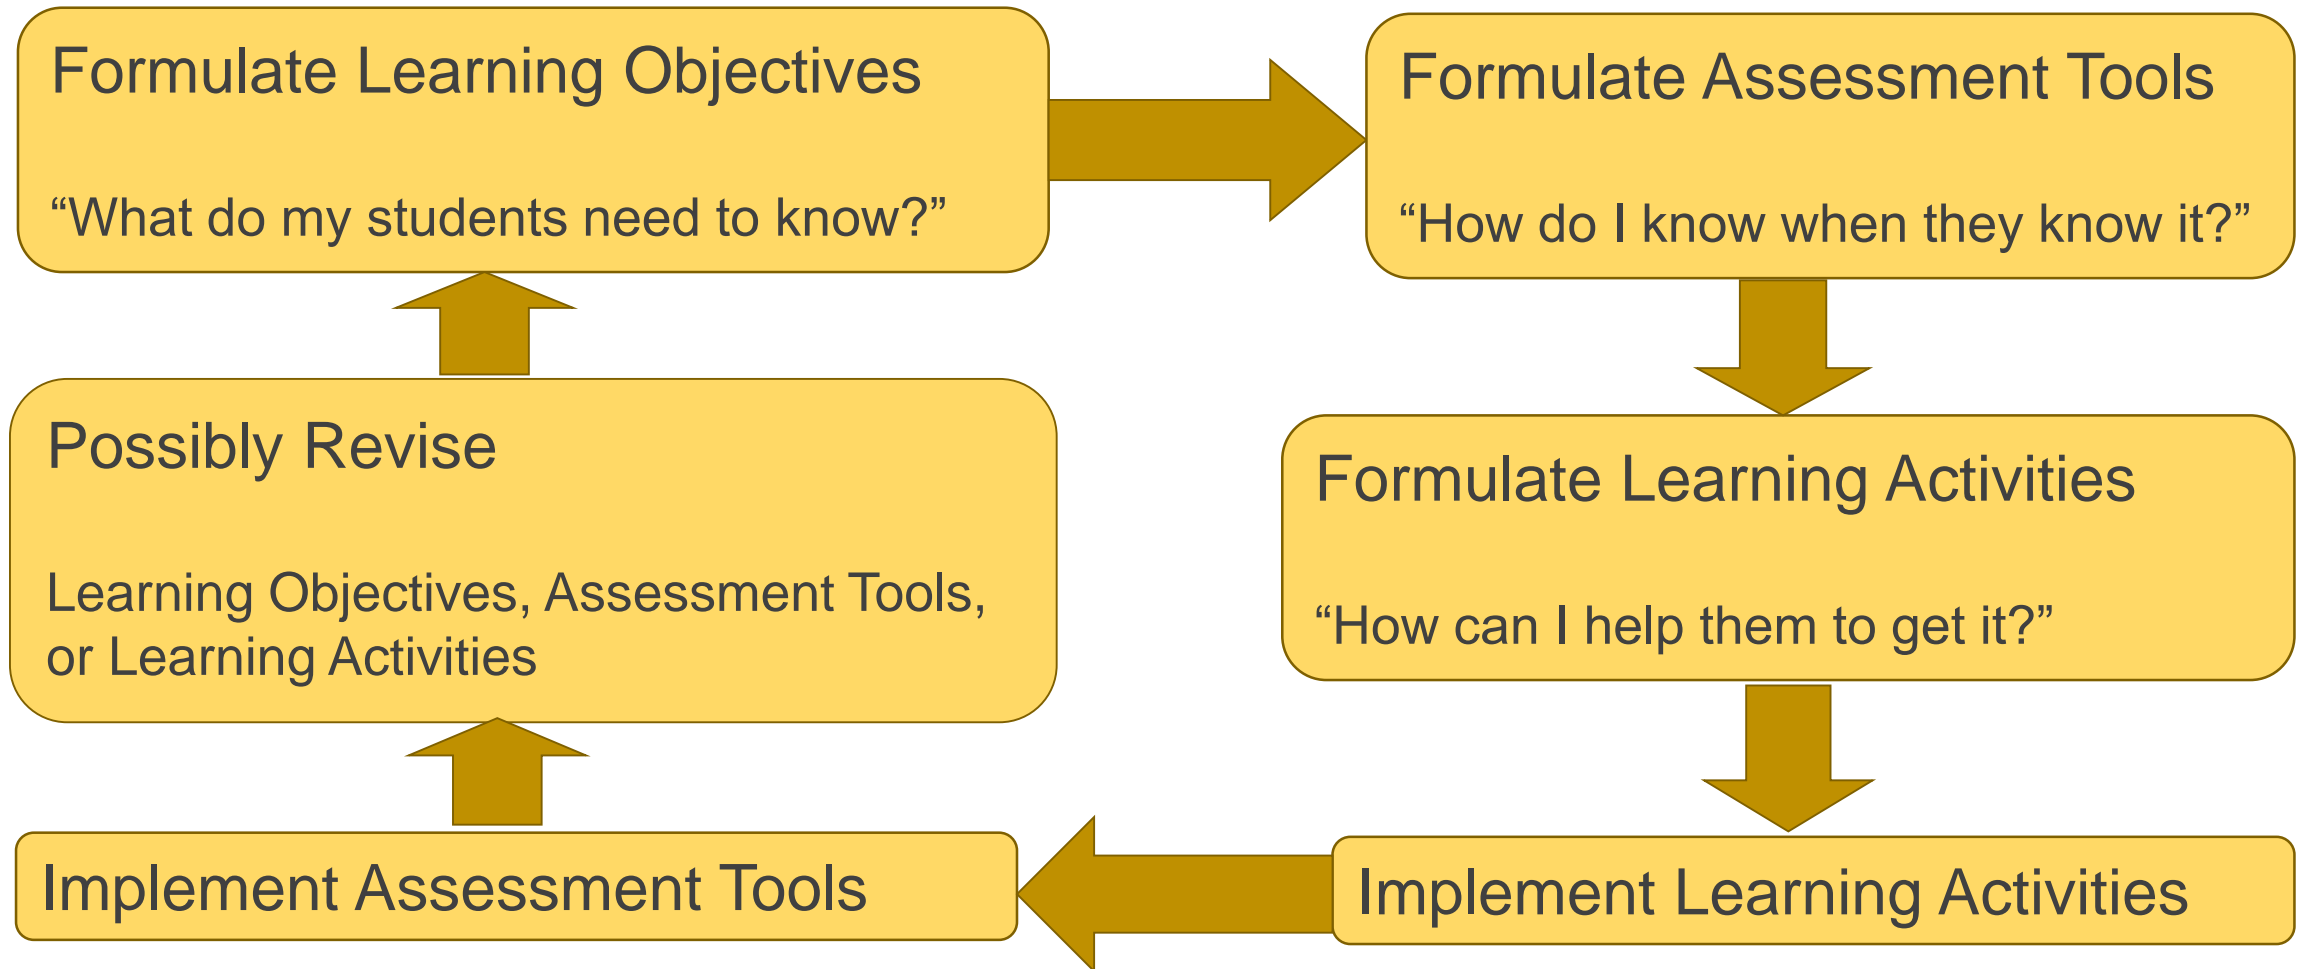 Formulate Learning Objectives
“What do my students need to know?”
Formulate Assessment Tools
“How do I know when they know it?”
Formulate Learning Activities
“How can I help them to get it?”
Implement Learning Activities
Implement Assessment Tools
Possibly Revise
Learning Objectives, Assessment Tools,
or Learning Activities